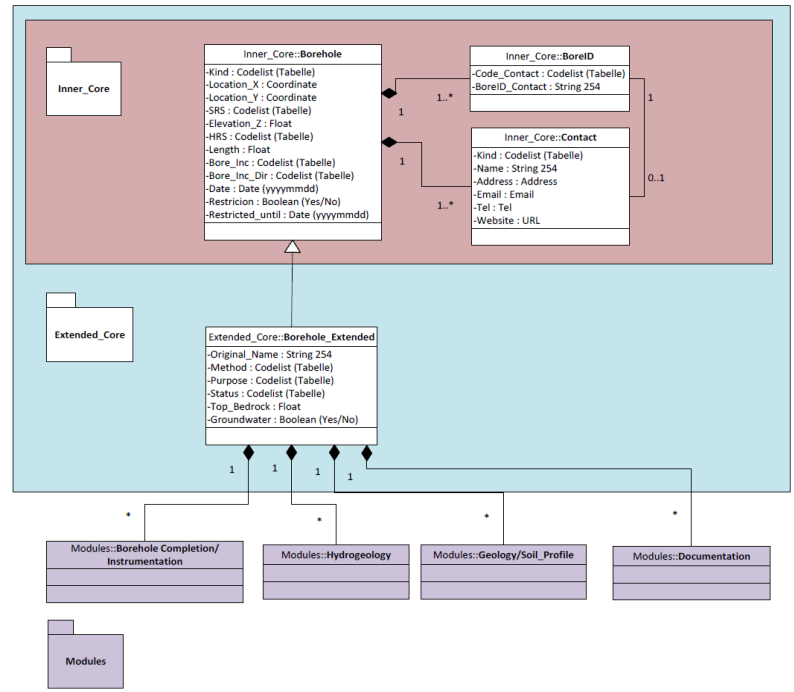 Inner_Core
Inner_Core::Borehole
-Kind : Codelist (Tabelle)
-Location_X : Coordinate
-Location_Y : Coordinate
-SRS : Codelist (Tabelle)
-Elevation_Z : Float
-HRS : Codelist (Tabelle)
-Length : Float
-Bore_Inc : Codelist (Tabelle)
-Bore_Inc_Dir : Codelist (Tabelle)
-Date : Date (yyyymmdd)
-Restricion : Boolean (Yes/No)
-Restricted_until : Date (yyyymmdd)
1
1..*
1
1..*
Inner_Core::BoreID
-Code_Contact : Codelist (Tabelle)
-BoreID_Contact : String 254
1
0..1
Inner_Core::Contact
-Kind : Codelist (Tabelle)
-Name : String 254
-Address : Address
-Email : Email
-Tel : Tel
-Website : URL
Extended_Core
Extended_Core::Borehole_Extended
-Original_Name : String 254
-Method : Codelist (Tabelle)
-Purpose : Codelist (Tabelle)
-Status : Codelist (Tabelle)
-Top_Bedrock : Float
-Groundwater : Boolean (Yes/No)
1
1
1
1
*
*
*
*
Modules::Borehole Completion/
Instrumentation
Modules::Hydrogeology
Modules::Geology/Soil_Profile
Modules::Documentation
Modules